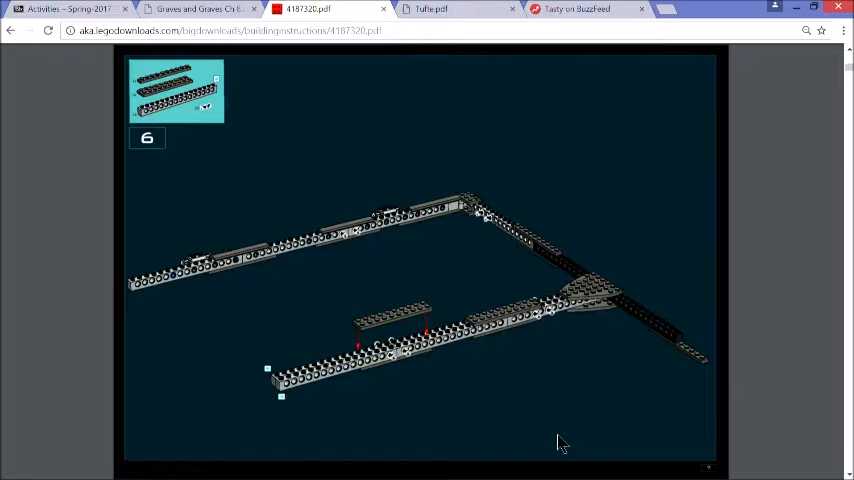 Activities – Spring-2017-
Graves and Graves Ch 8.
4187320.pdf
Tufte.pdf
Tasty on BuzzFeed
aka.legodownloads.com/bigdownloads/buildinginstructions/4187320.pdf
6